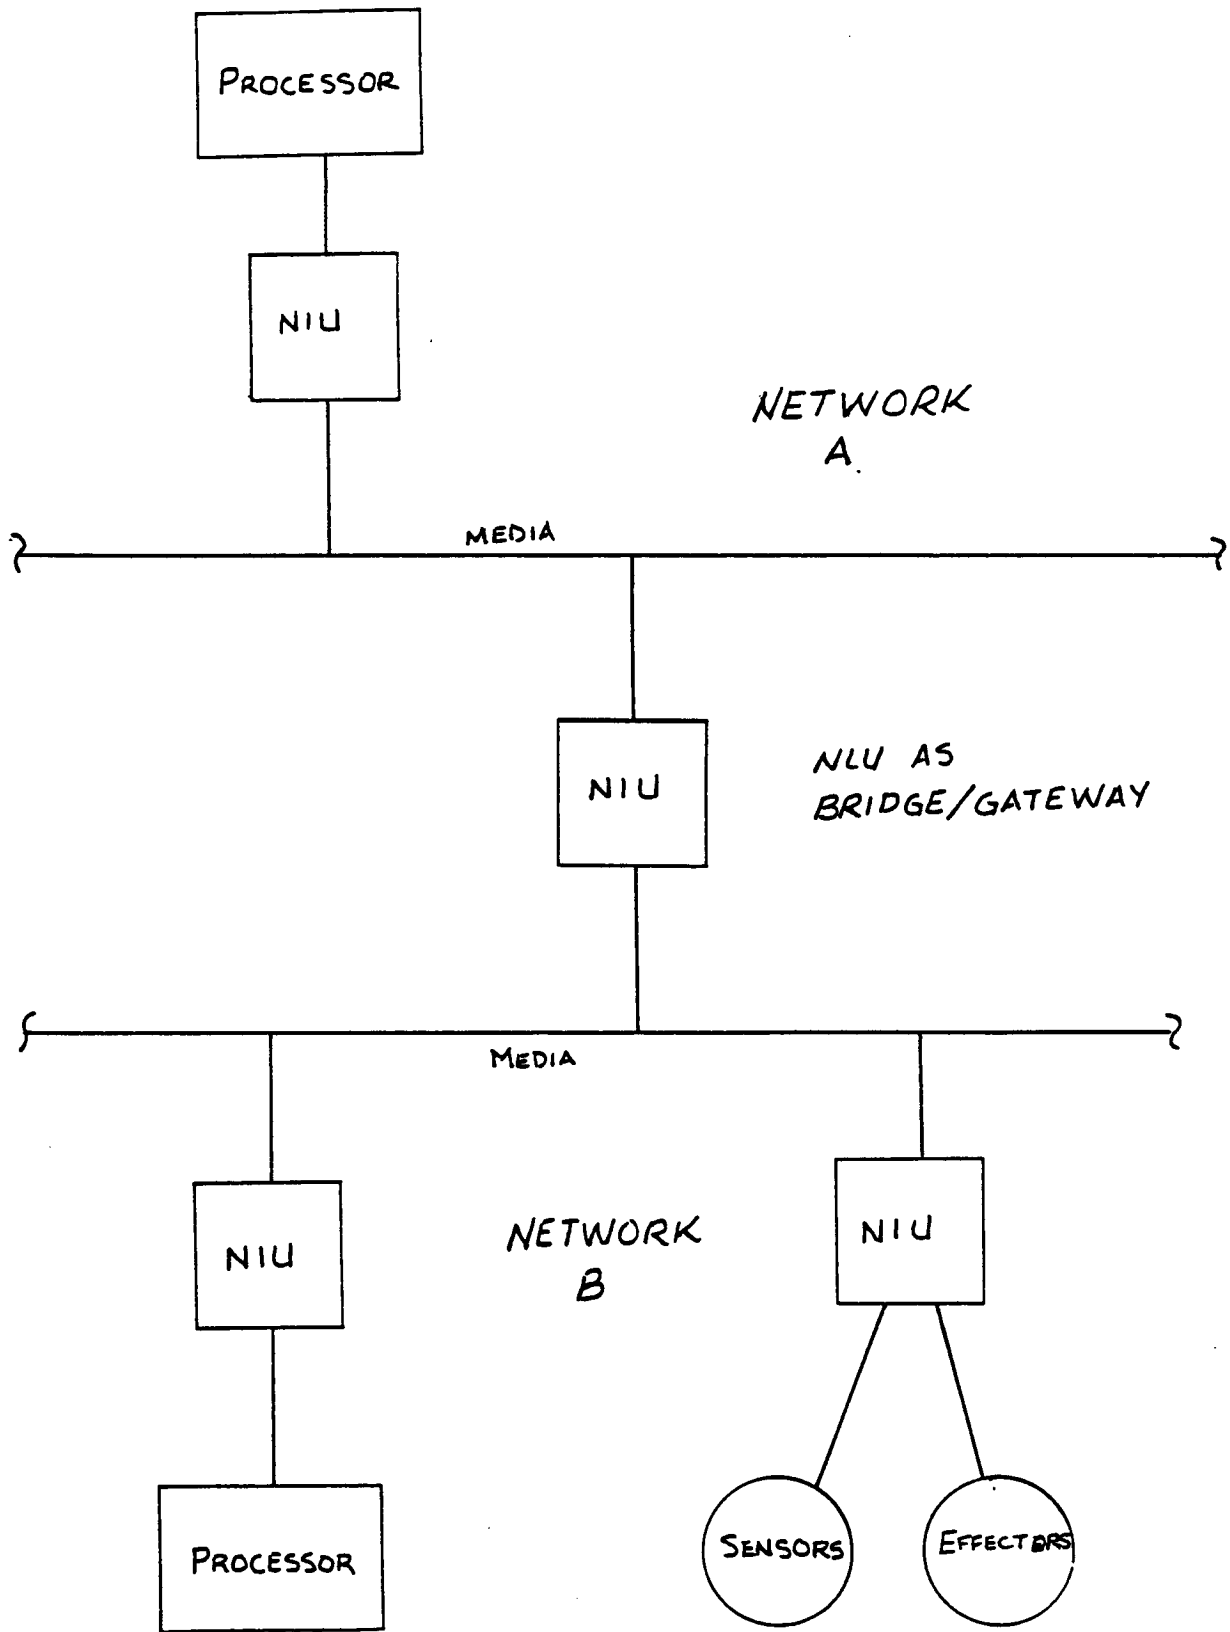 PROCESSOR
NIU
NETWORK
A.
MEDIA
NIU
NLU AS
BRIDGE/GATEWAY
MEDIA
NIU
NETWORK
B
NIU
PROCESSOR
SENSORS
EFFECTORS